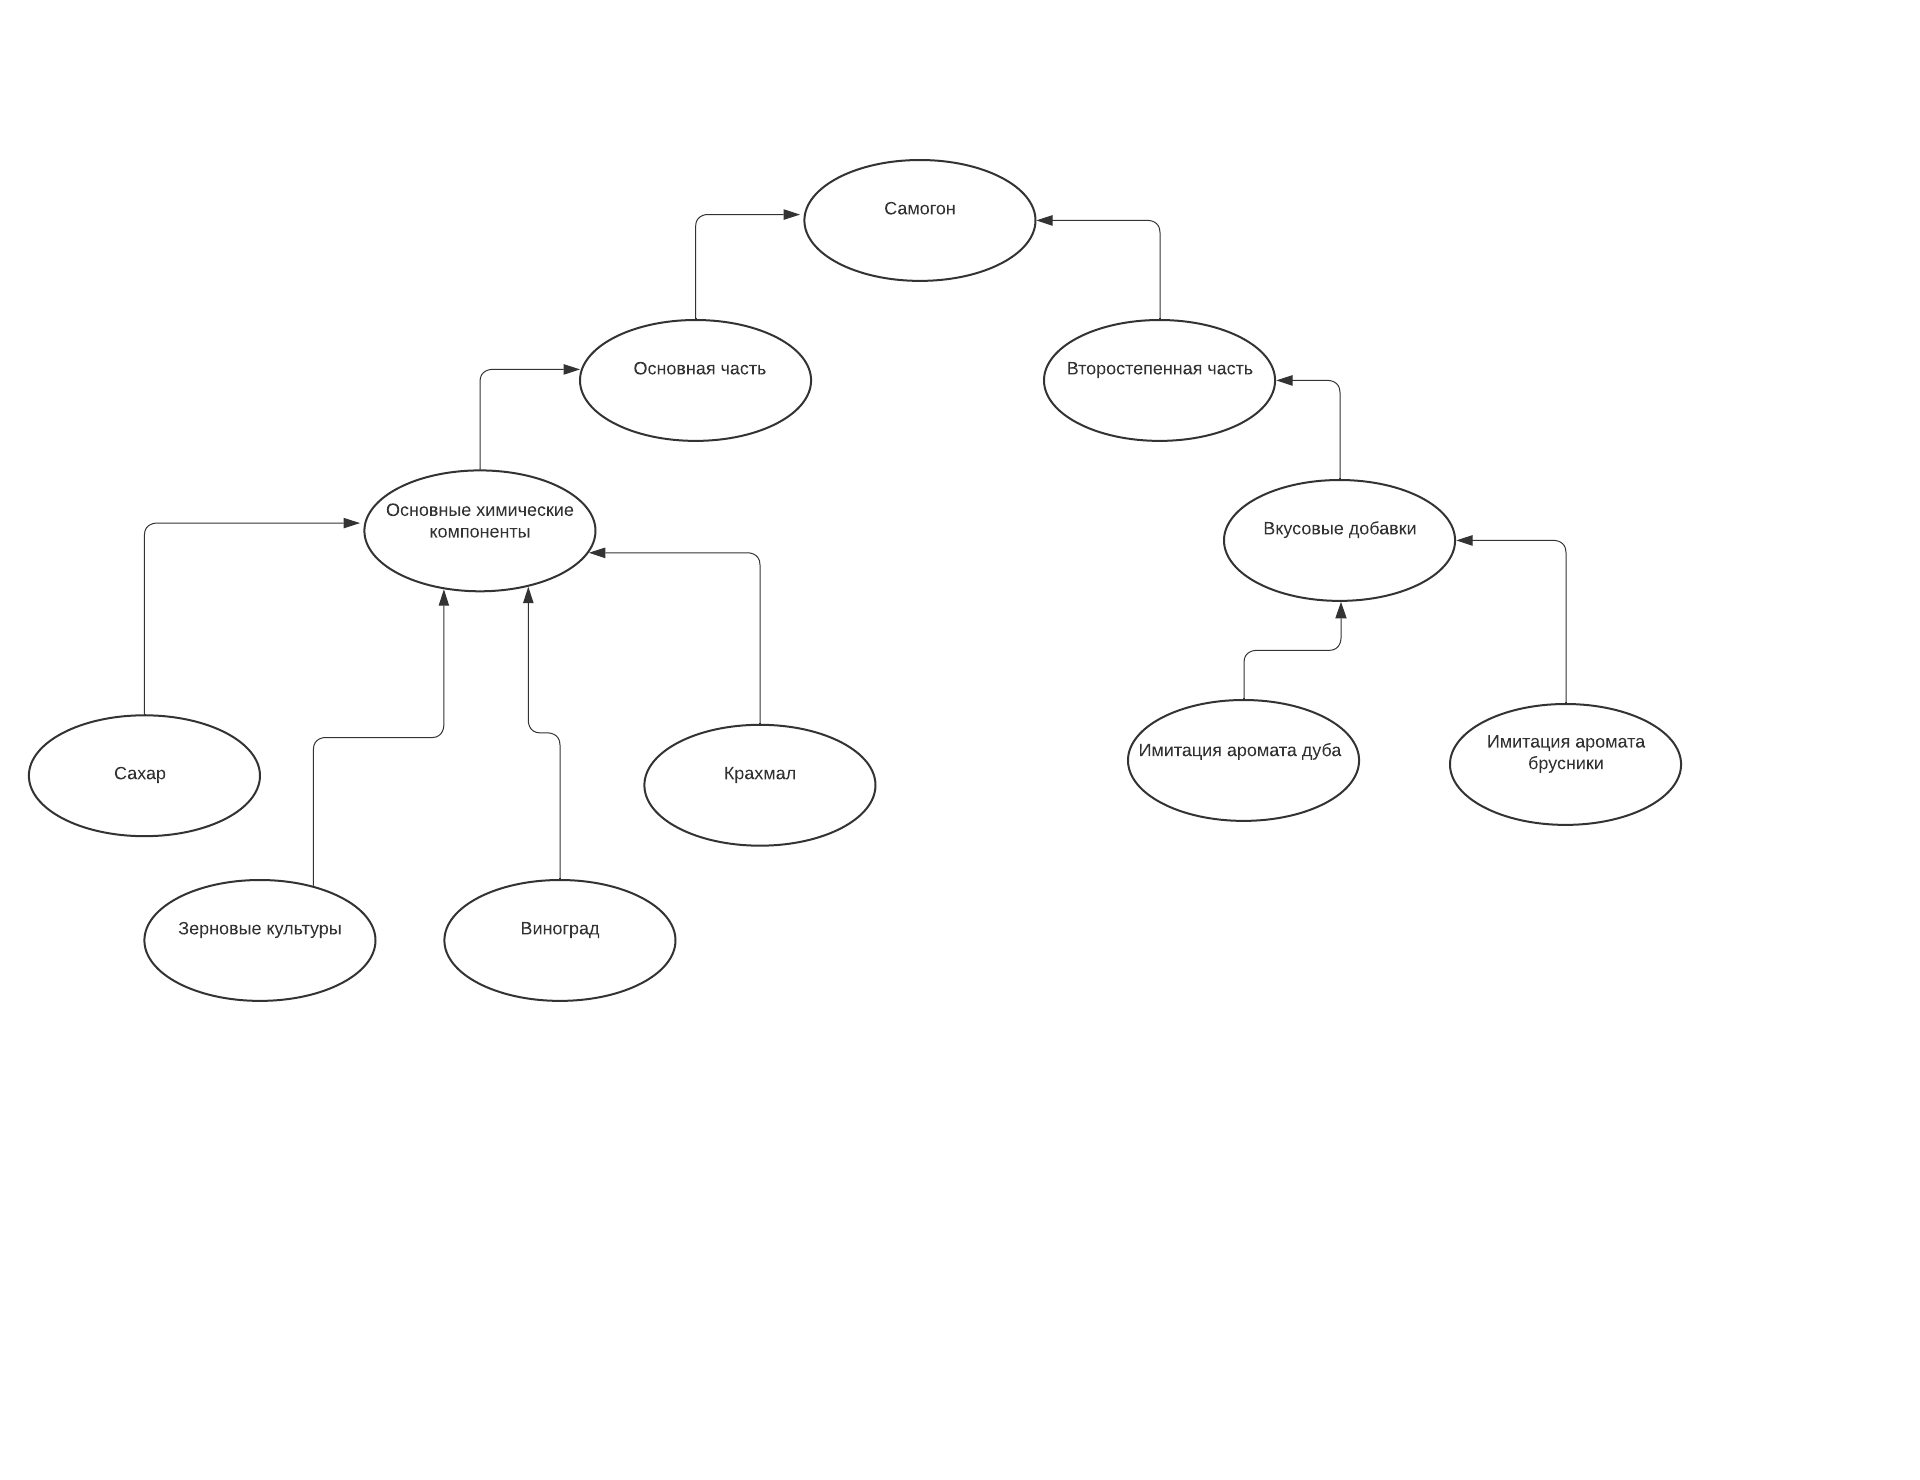 Самогон
Основная часть
Второстепенная часть
Основные химические
компоненты
Вкусовые добавки
Сахар
Крахмал
Имитация аромата дуба
Имитация аромата
брусники
Зерновые культуры
Виноград